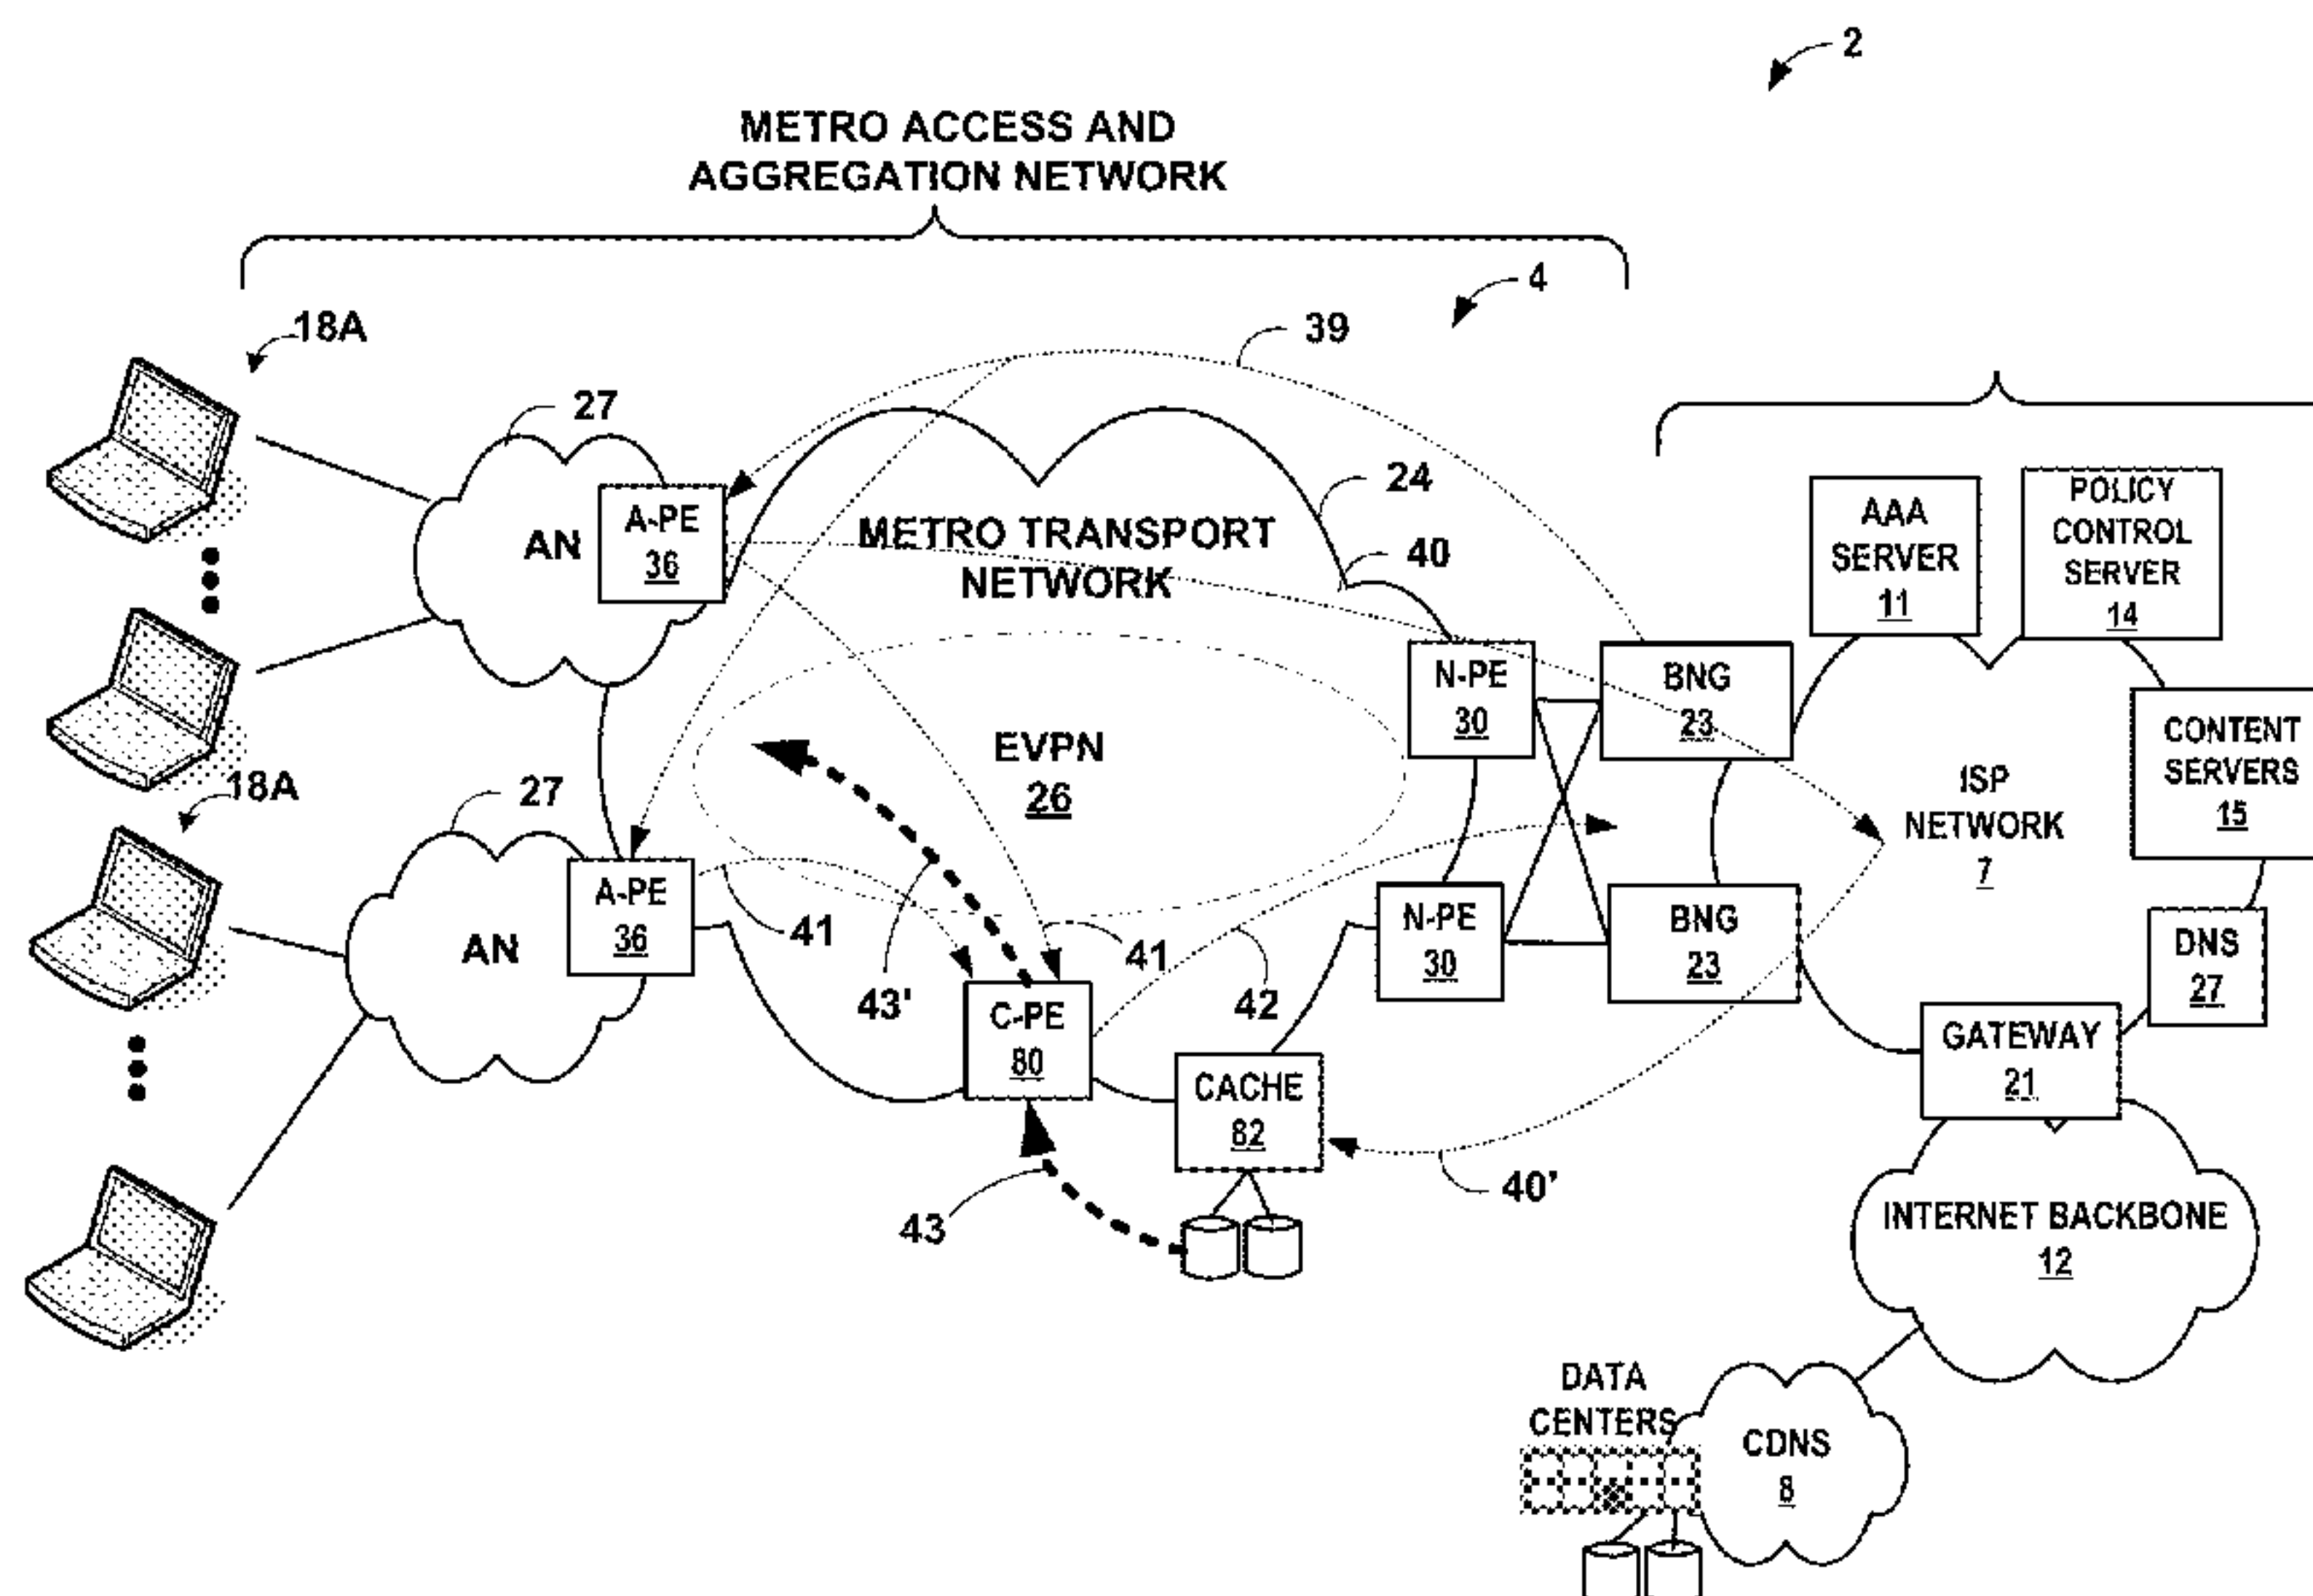 2
METRO ACCESS AND
AGGREGATION NETWORK
4
18A
39
27
24
A-PE
36
AN
METRO TRANSPORT
NETWORK
40
AAA
SERVER
11
POLICY
CONTROL
SERVER
14
N-PE
30
BNG
23
CONTENT
SERVERS
15
EVPN
26
ISP
NETWORK
7
18A
27
A-PE
36
AN
41
43'
41
42
N-PE
30
BNG
23
DNS
27
C-PE
80
CACHE
82
GATEWAY
21
40'
43
INTERNET BACKBONE
12
DATA
CENTERS
CDNS
8